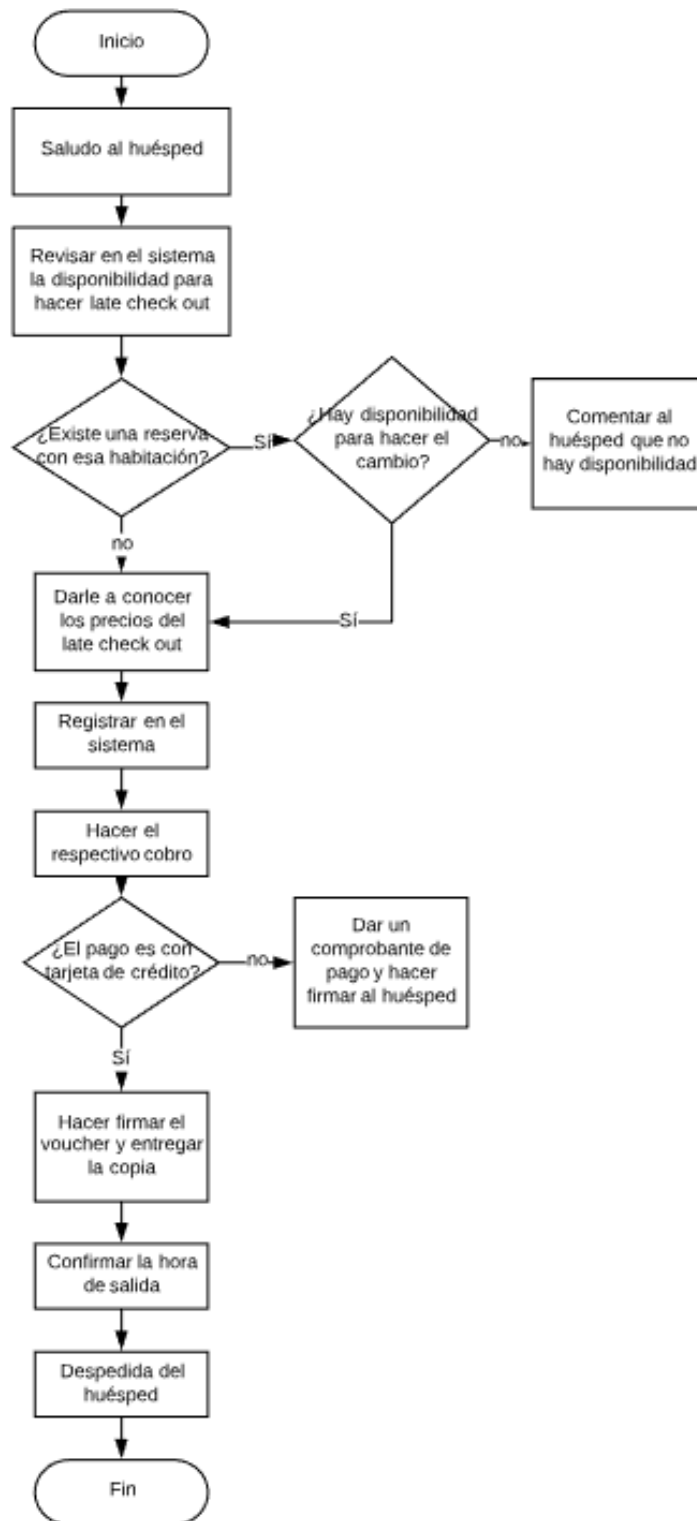 Inicio
Saludo al huésped
Revisar en el sistema
la disponibilidad para
hacer late check out
¿Existe una reserva
con esa habitación?
Sí
¿Hay disponibilidad
para hacer el
cambio?
no
Comentar al
huésped que no
hay disponibilidad
no
Sí
Darle a conocer
los precios del
late check out
Registrar en el
sistema
Hacer el
respectivo cobro
¿El pago es con
tarjeta de crédito?
no
Dar un
comprobante de
pago y hacer
firmar al huésped
Sí
Hacer firmar el
voucher y entregar
la copia
Confirmar la hora
de salida
Despedida del
huésped
Fin